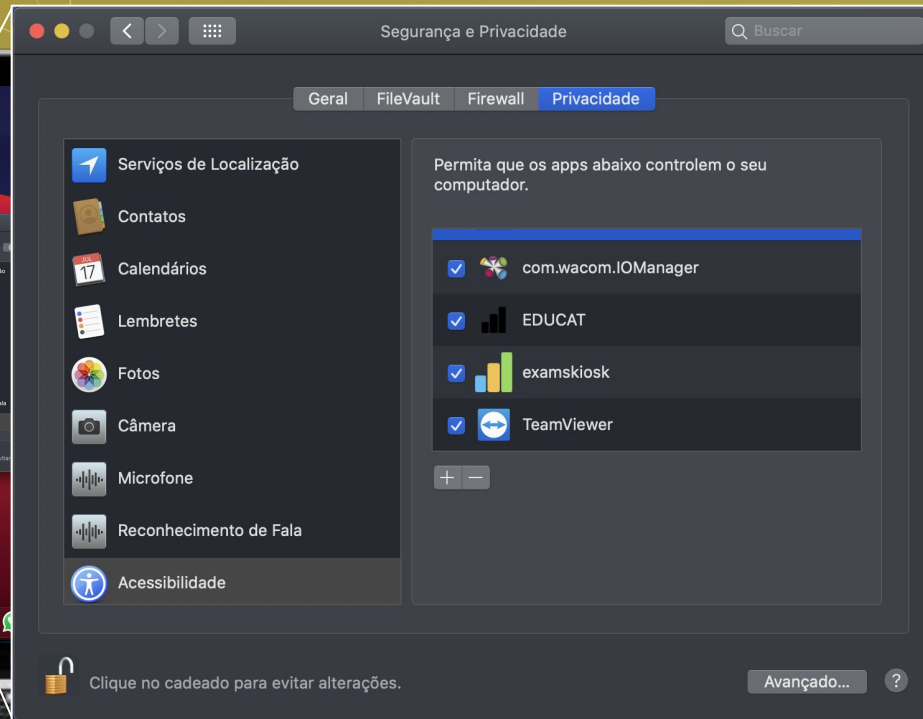 Segurança e Privacidade
Buscar
Geral
FileVault
Firewall
Privacidade
Serviços de Localização
Contatos
JUL
17
Calendários
Lembretes
Fotos
Câmera
Microfone
Reconhecimento de Fala
Acessibilidade
Permita que os apps abaixo controlem o seu
computador.
com.wacom.IOManager
EDUCAT
examskiosk
TeamViewer
+ −
Clique no cadeado para evitar alterações.
Avançado...
?